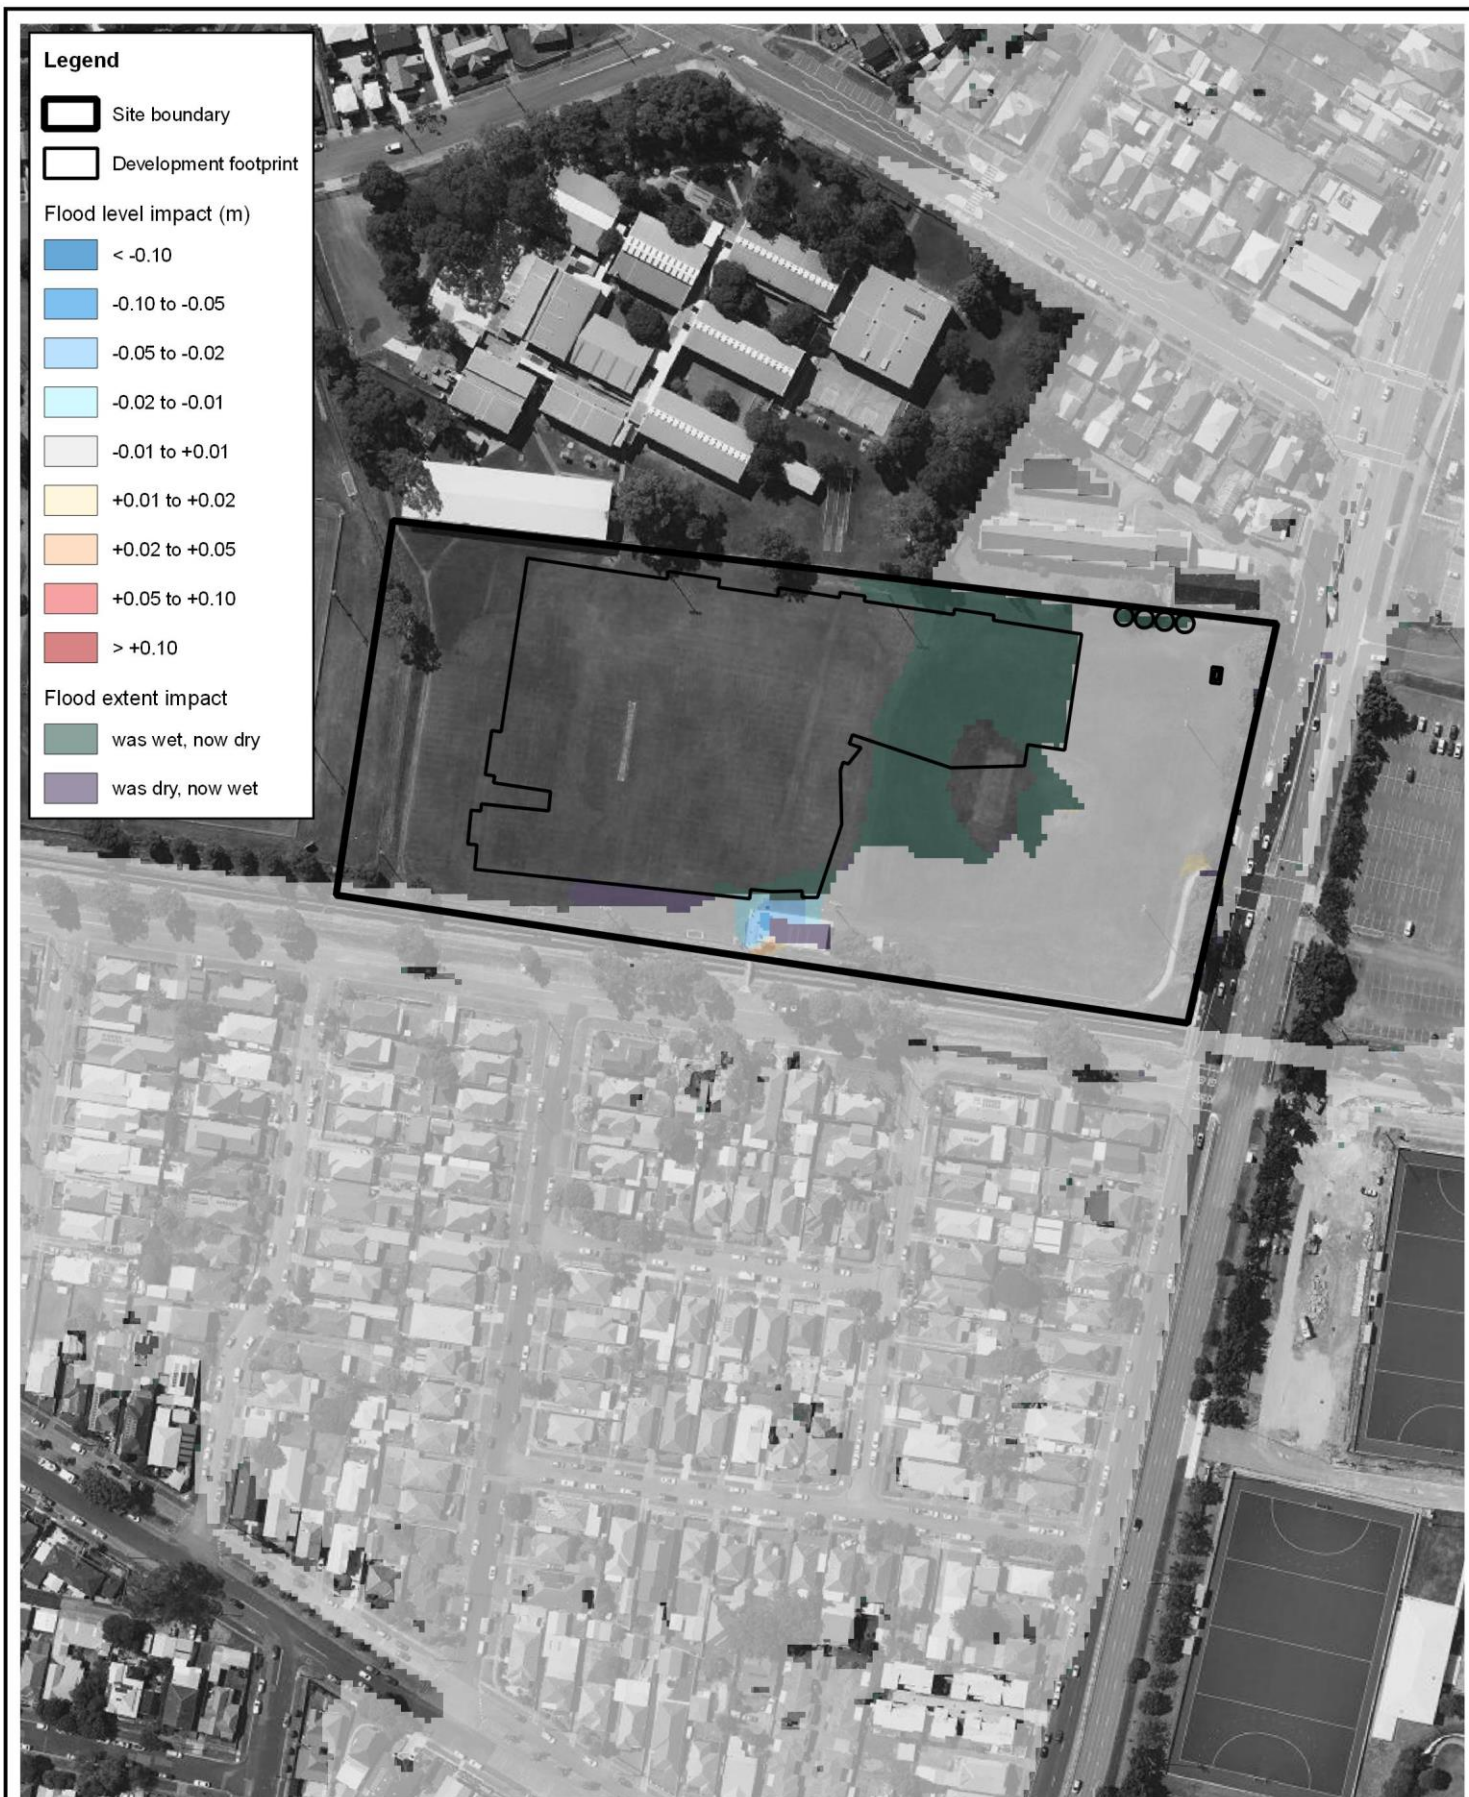 Legend
Site boundary
Development footprint
Flood level impact (m)
< -0.10
-0.10 to -0.05
-0.05 to -0.02
-0.02 to -0.01
-0.01 to +0.01
+0.01 to +0.02
+0.02 to +0.05
+0.05 to +0.10
> +0.10
Flood extent impact
was wet, now dry
was dry, now wet